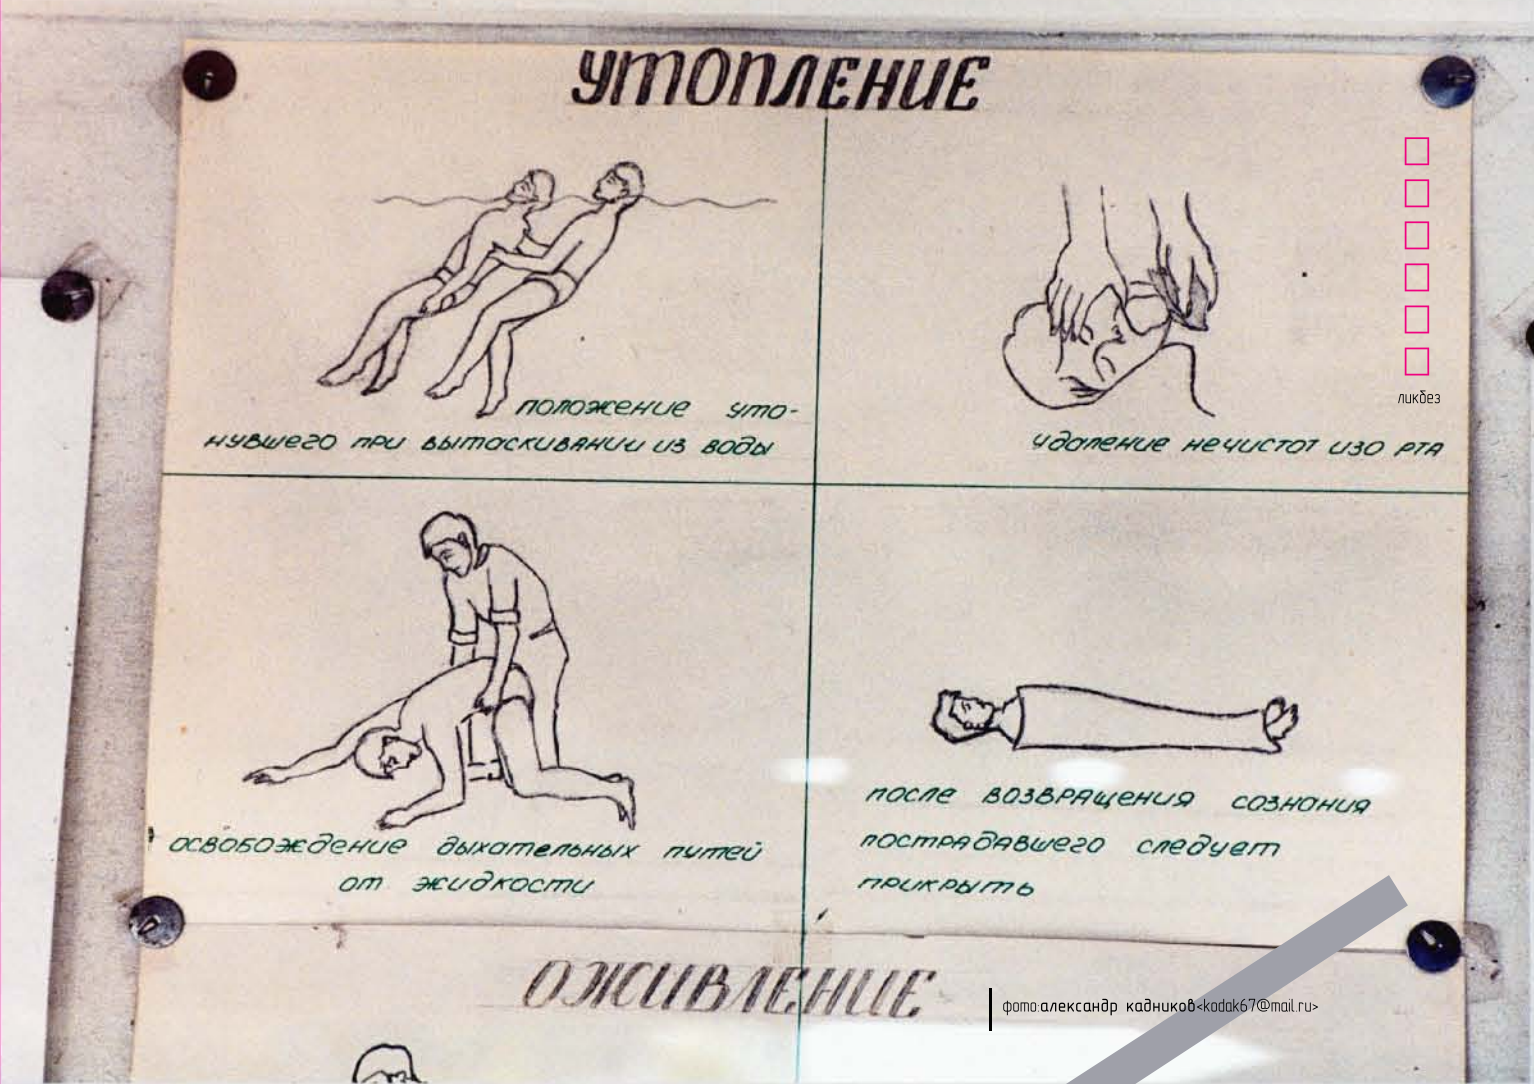 УТОПЛЕНИЕ
положение уто-
нувшего при вытаскивании из воды
удаление нечистот изо рта
ликбез
освобождение дыхательных путей
от жидкости
после возвращения сознания
пострадавшего следует
прикрыть
ОЖИВЛЕНИЕ
фото:александр кадников<kodak67@mail.ru>